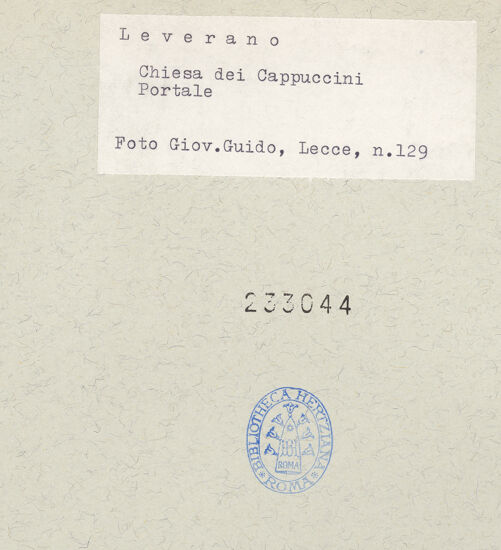 Leverano
Chiesa dei Cappuccini
Portale
Foto Giov.Guido, Lecce, n.129
233044
BIBLIOTHECA HERTZIANA
ROMA
* ROMA *